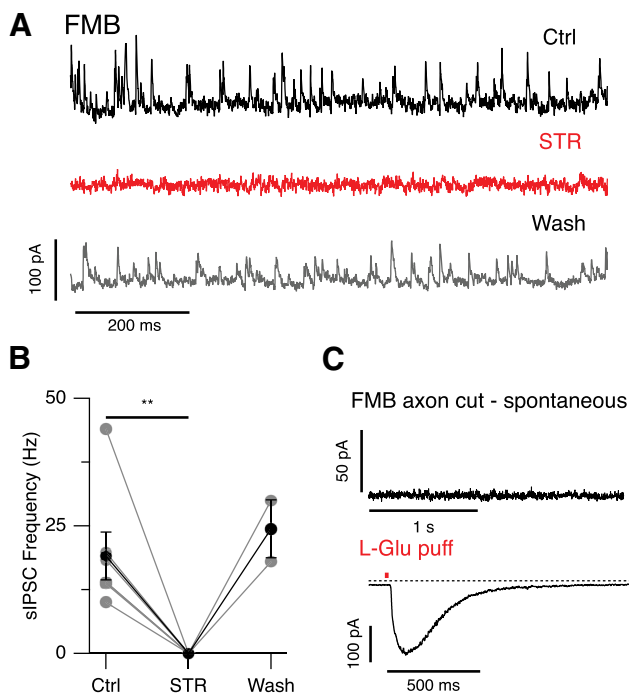 A
FMB
Ctrl
STR
Wash
100 pA
200 ms
B
50
**
25
0
sIPSC Frequency (Hz)
Ctrl
STR
Wash
C
FMB axon cut - spontaneous
50 pA
1 s
L-Glu puff
100 pA
500 ms